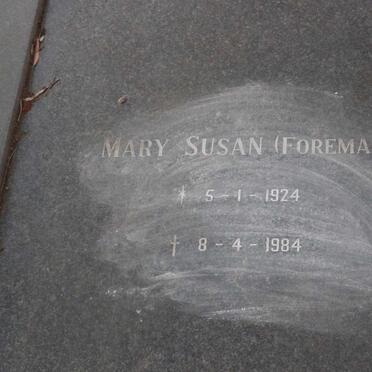 MARY SUSAN (FOREMA
* 5-1-1924
† 8-4-1984